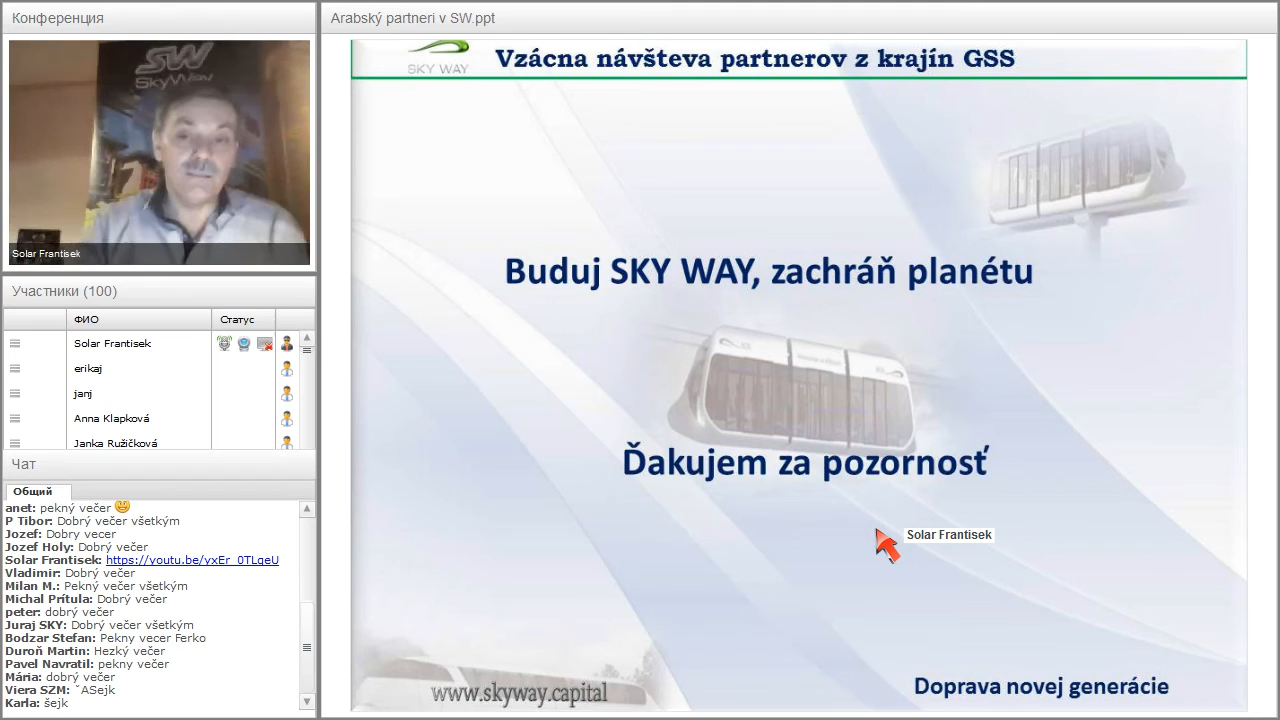 Конференция
SW
SkyWay
Solar Frantisek
Участники (100)
ФИО
Статус
Solar Frantisek
erikaj
janj
Anna Klapková
Janka Ružičková
Чат
Общий
anet: pekný večer
P Tibor: Dobrý večer všetkým
Jozef: Dobry vecer
Jozef Holy: Dobrý večer
Solar Frantisek: https://youtu.be/yxEr_0TLqeU
Vladimir: Dobrý večer
Milan M.: Pekný večer všetkým
Michal Prítula: Dobrý večer
peter: dobrý večer
Juraj SKY: Dobrý večer všetkým
Bodzar Stefan: Pekny vecer Ferko
Duroň Martin: Hezký večer
Pavel Navratil: pekny večer
Mária: dobrý večer
Viera SZM: ˇASejk
Karla: šejk
Arabský partneri v SW.ppt
SKY WAY
Vzácna návšteva partnerov z krajín GSS
Buduj SKY WAY, zachráň planétu
Ďakujem za pozornosť
Solar Frantisek
www.skyway.capital
Doprava novej generácie